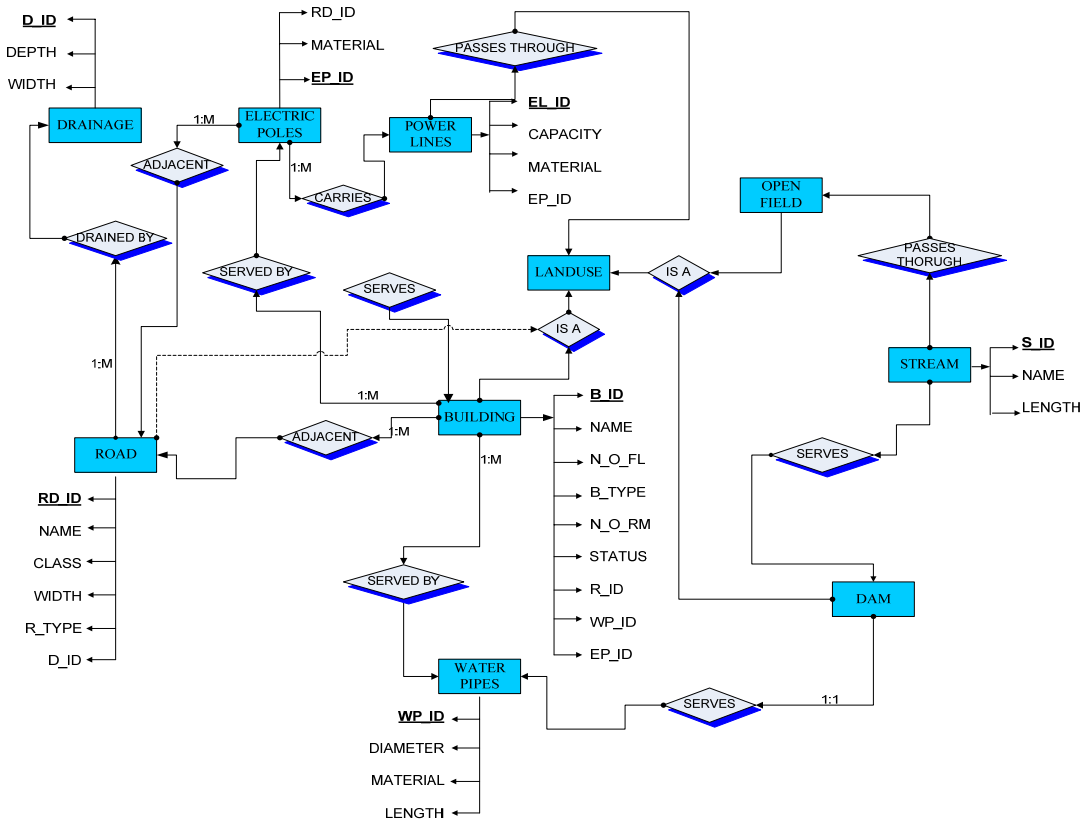 D_ID
DEPTH
WIDTH
DRAINAGE
RD_ID
MATERIAL
EP_ID
ELECTRIC
POLES
1:M
ADJACENT
1:M
CARRIES
PASSES THROUGH
POWER
LINES
EL_ID
CAPACITY
MATERIAL
EP_ID
OPEN
FIELD
DRAINED BY
SERVED BY
SERVES
LANDUSE
IS A
PASSES
THORUGH
IS A
1:M
1:M
STREAM
S_ID
NAME
LENGTH
BUILDING
1:M
ADJACENT
1:M
B_ID
NAME
N_O_FL
B_TYPE
N_O_RM
STATUS
R_ID
WP_ID
EP_ID
SERVES
ROAD
RD_ID
NAME
CLASS
WIDTH
R_TYPE
D_ID
SERVED BY
DAM
WATER
PIPES
SERVES
1:1
WP_ID
DIAMETER
MATERIAL
LENGTH